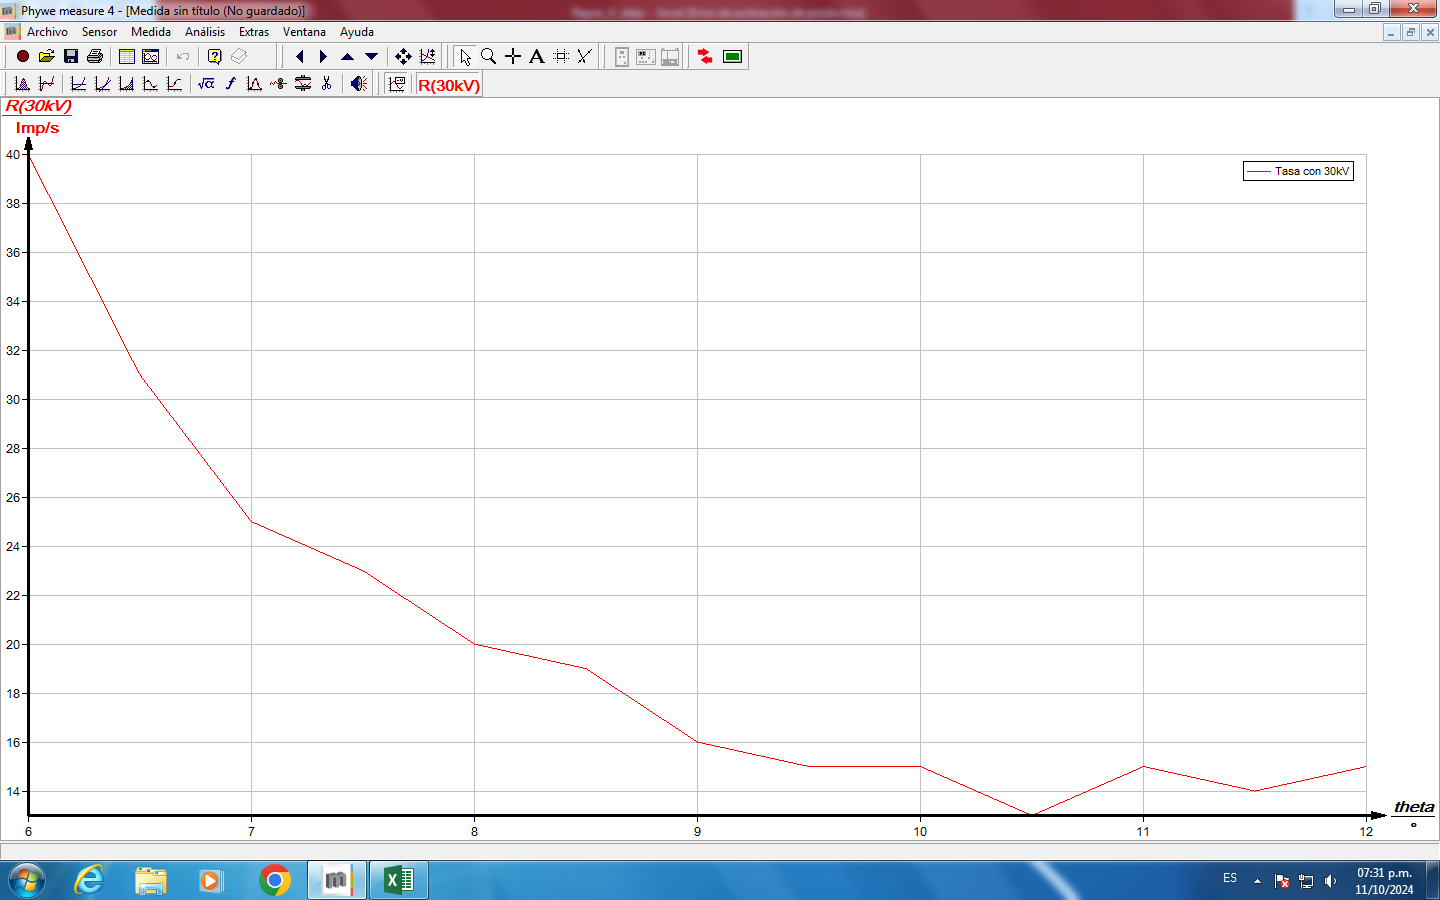 Phywe measure 4 - [Medida sin título (No guardado)]
Archivo Sensor Medida Análisis Extras Ventana Ayuda
R(30kV)
R(30kV)
Imp/s
Tasa con 30kV
40
38
36
34
32
30
28
26
24
22
20
18
16
14
6 7 8 9 10 11 12
theta
°
ES
07:31 p.m.
11/10/2024